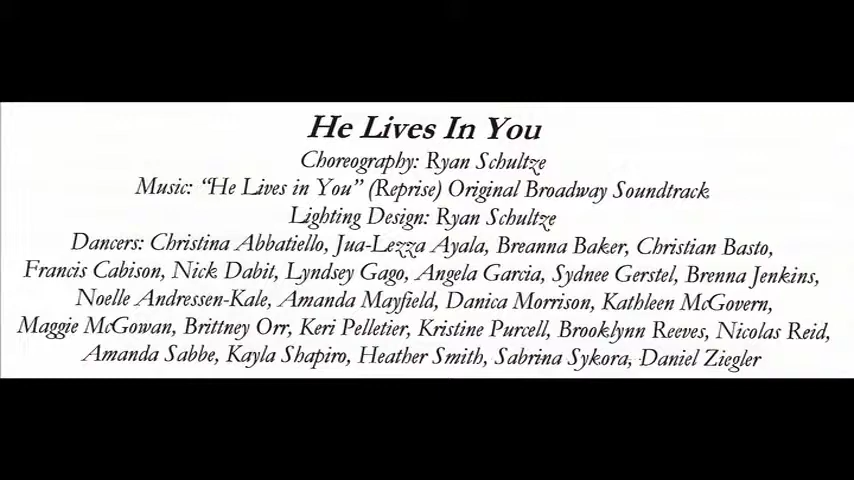 He Lives In You
Choreography: Ryan Schultze
Music: "He Lives in You" (Reprise) Original Broadway Soundtrack
Lighting Design: Ryan Schultze
Dancers: Christina Abbatiello, Jua-Lezza Ayala, Breanna Baker, Christian Basto,
Francis Cabison, Nick Dabit, Lyndsey Gago, Angela Garcia, Sydnee Gerstel, Brenna Jenkins,
Noelle Andressen-Kale, Amanda Mayfield, Danica Morrison, Kathleen McGovern,
Maggie McGowan, Brittney Orr, Keri Pelletier, Kristine Purcell, Brooklynn Reeves, Nicolas Reid,
Amanda Sabbe, Kayla Shapiro, Heather Smith, Sabrina Sykora, Daniel Ziegler